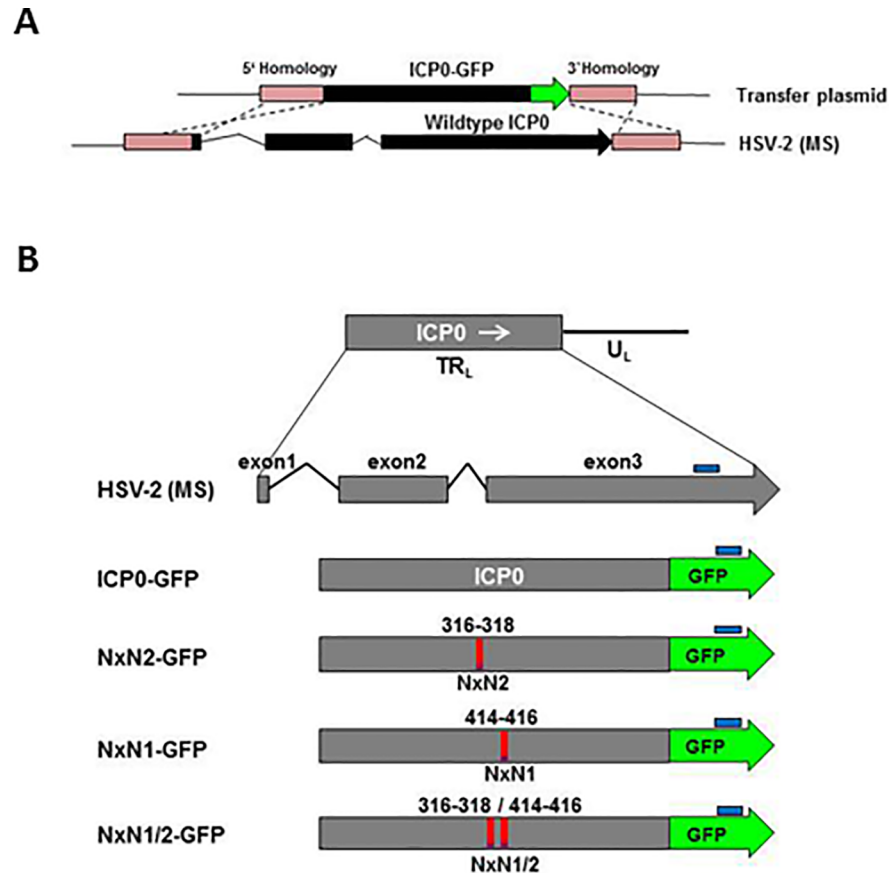 A
5' Homology ICP0-GFP 3'Homology
Transfer plasmid
Wildtype ICP0
HSV-2 (MS)
B
ICP0 →
TRL UL
exon1 exon2 exon3
HSV-2 (MS)
ICP0-GFP ICP0 GFP
316-318
NxN2-GFP GFP
NxN2
414-416
NxN1-GFP GFP
NxN1
316-318 / 414-416
NxN1/2-GFP GFP
NxN1/2